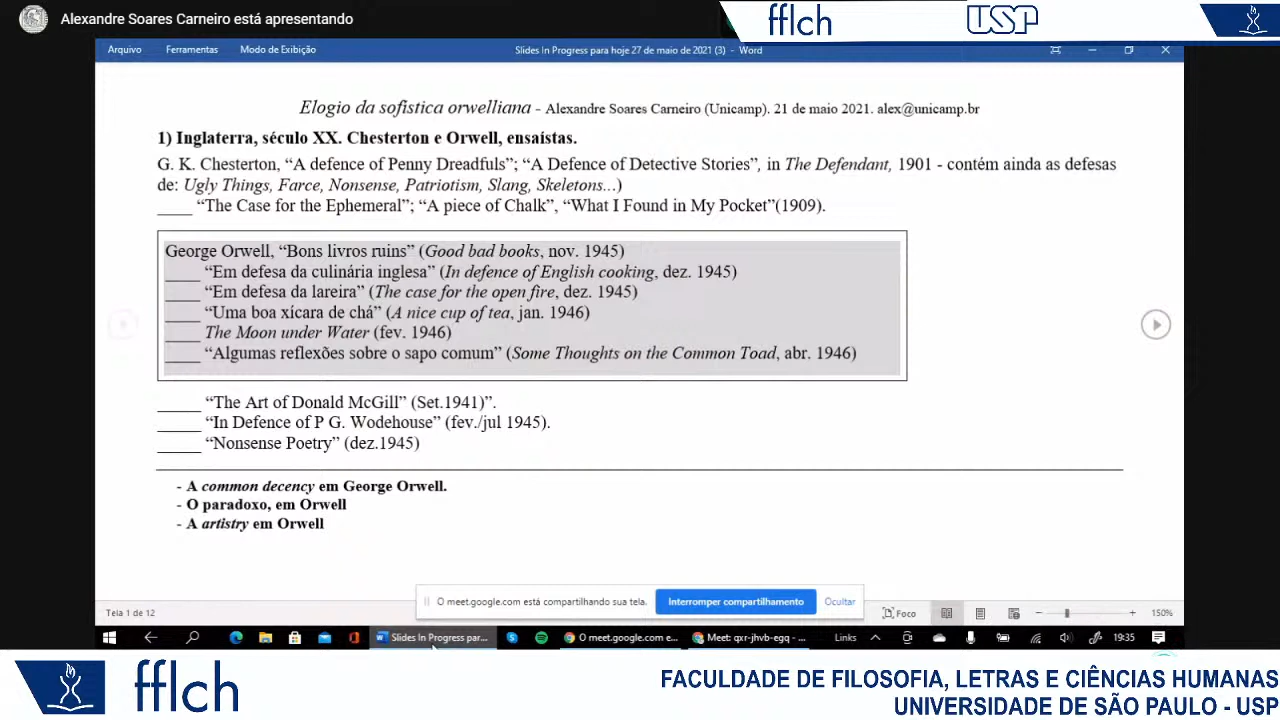 Alexandre Soares Carneiro está apresentando
fflch
USP
Arquivo Ferramentas Modo de Exibição Slides In Progress para hoje 27 de maio de 2021 (3) - Word
Elogio da sofistica orwelliana - Alexandre Soares Carneiro (Unicamp). 21 de maio 2021. alex@unicamp.br
1) Inglaterra, século XX. Chesterton e Orwell, ensaístas.
G. K. Chesterton, “A defence of Penny Dreadfuls”; “A Defence of Detective Stories”, in The Defendant, 1901 - contém ainda as defesas
de: Ugly Things, Farce, Nonsense, Patriotism, Slang, Skeletons...)
____ “The Case for the Ephemeral”; “A piece of Chalk”, “What I Found in My Pocket”(1909).
George Orwell, “Bons livros ruins” (Good bad books, nov. 1945)
____ “Em defesa da culinária inglesa” (In defence of English cooking, dez. 1945)
____ “Em defesa da lareira” (The case for the open fire, dez. 1945)
____ “Uma boa xícara de chá” (A nice cup of tea, jan. 1946)
____ The Moon under Water (fev. 1946)
____ “Algumas reflexões sobre o sapo comum” (Some Thoughts on the Common Toad, abr. 1946)
_____ “The Art of Donald McGill” (Set.1941)”.
_____ “In Defence of P G. Wodehouse” (fev./jul 1945).
_____ “Nonsense Poetry” (dez.1945)
- A common decency em George Orwell.
- O paradoxo, em Orwell
- A artistry em Orwell
O meet.google.com está compartilhando sua tela. Interromper compartilhamento Ocultar
Tela 1 de 12 Foco 150%
Slides In Progress par... O meet.google.com e... Meet: qxr-jhvb-egq - ... Links 19:35
fflch
FACULDADE DE FILOSOFIA, LETRAS E CIÊNCIAS HUMANAS
UNIVERSIDADE DE SÃO PAULO - USP